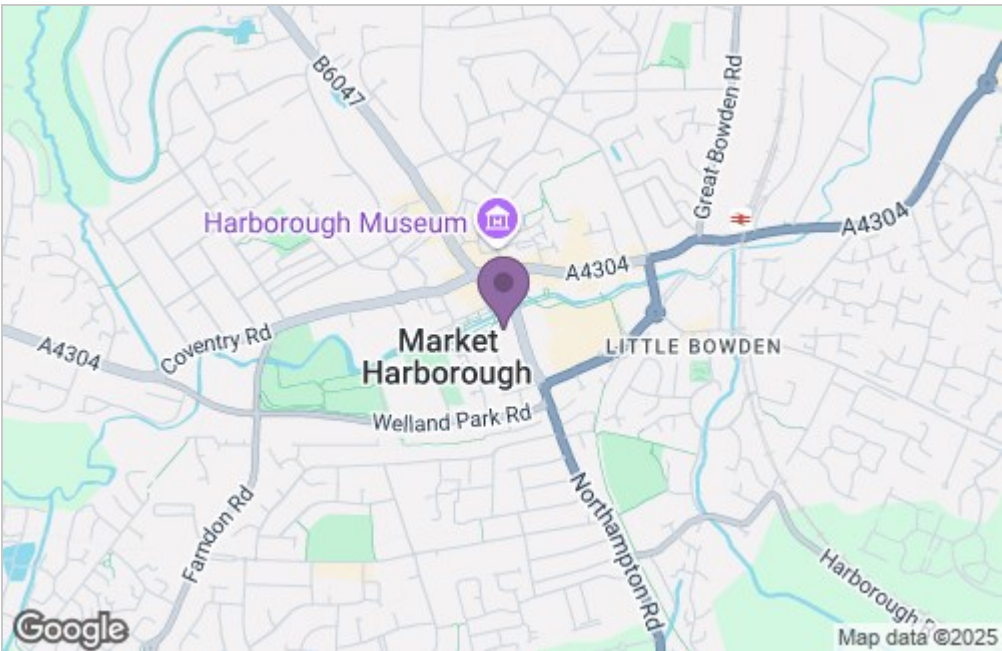 B6047
Great Bowden Rd
Harborough Museum
A4304
A4304
Coventry Rd
A4304
Market
Harborough
LITTLE BOWDEN
Welland Park Rd
Farndon Rd
Northampton Rd
Harborough
Google
Map data ©2025